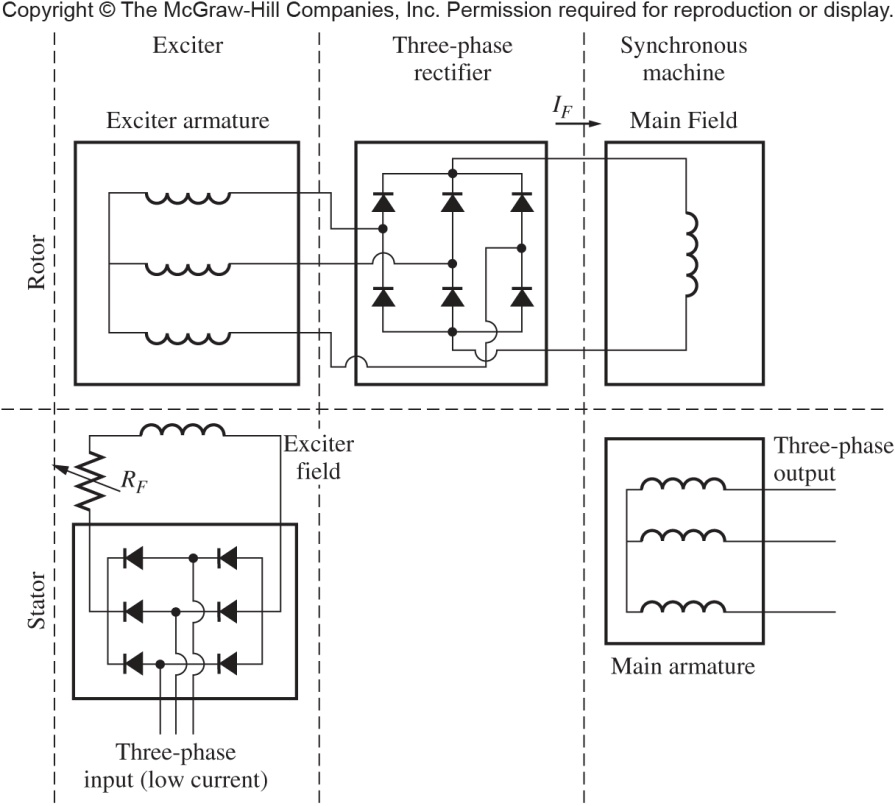 Copyright © The McGraw-Hill Companies, Inc. Permission required for reproduction or display.
Exciter
Three-phase
rectifier
Synchronous
machine
Exciter armature
I_F
Main Field
Rotor
Exciter
field
R_F
Three-phase
output
Stator
Main armature
Three-phase
input (low current)